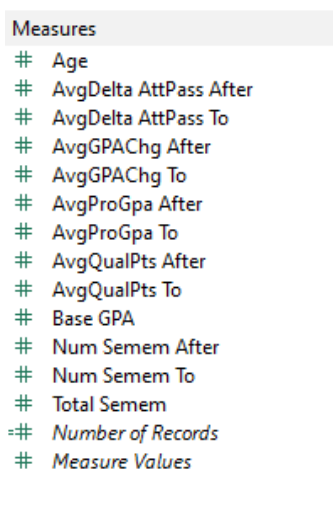 Measures
# Age
# AvgDelta AttPass After
# AvgDelta AttPass To
# AvgGPAChg After
# AvgGPAChg To
# AvgProGpa After
# AvgProGpa To
# AvgQualPts After
# AvgQualPts To
# Base GPA
# Num Semem After
# Num Semem To
# Total Semem
=# Number of Records
# Measure Values